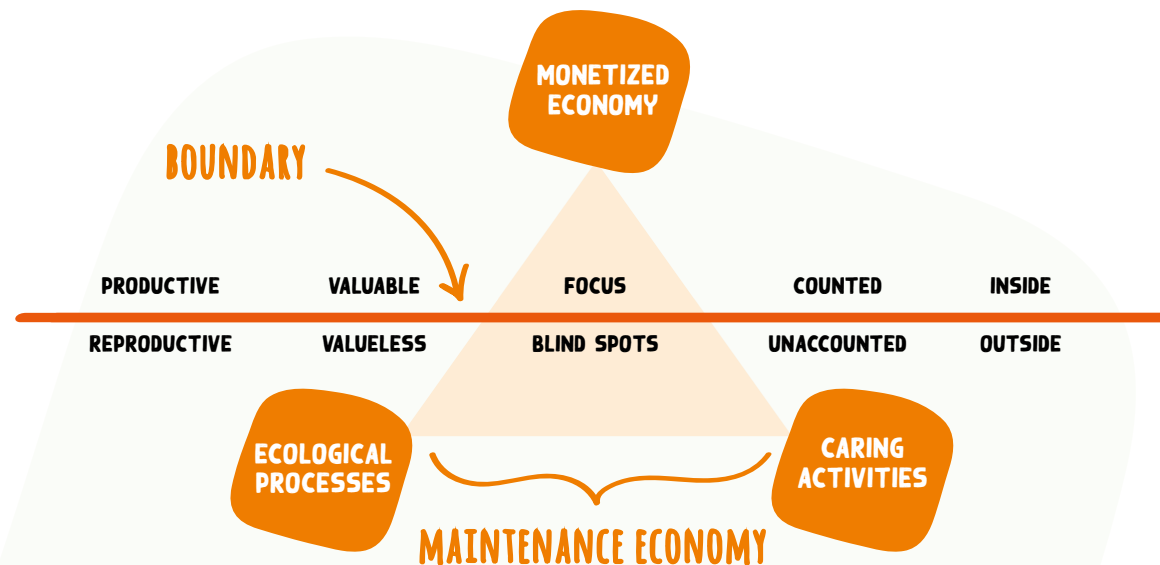 MONETIZED
ECONOMY
BOUNDARY
PRODUCTIVE VALUABLE FOCUS COUNTED INSIDE
REPRODUCTIVE VALUELESS BLIND SPOTS UNACCOUNTED OUTSIDE
ECOLOGICAL
PROCESSES
CARING
ACTIVITIES
MAINTENANCE ECONOMY